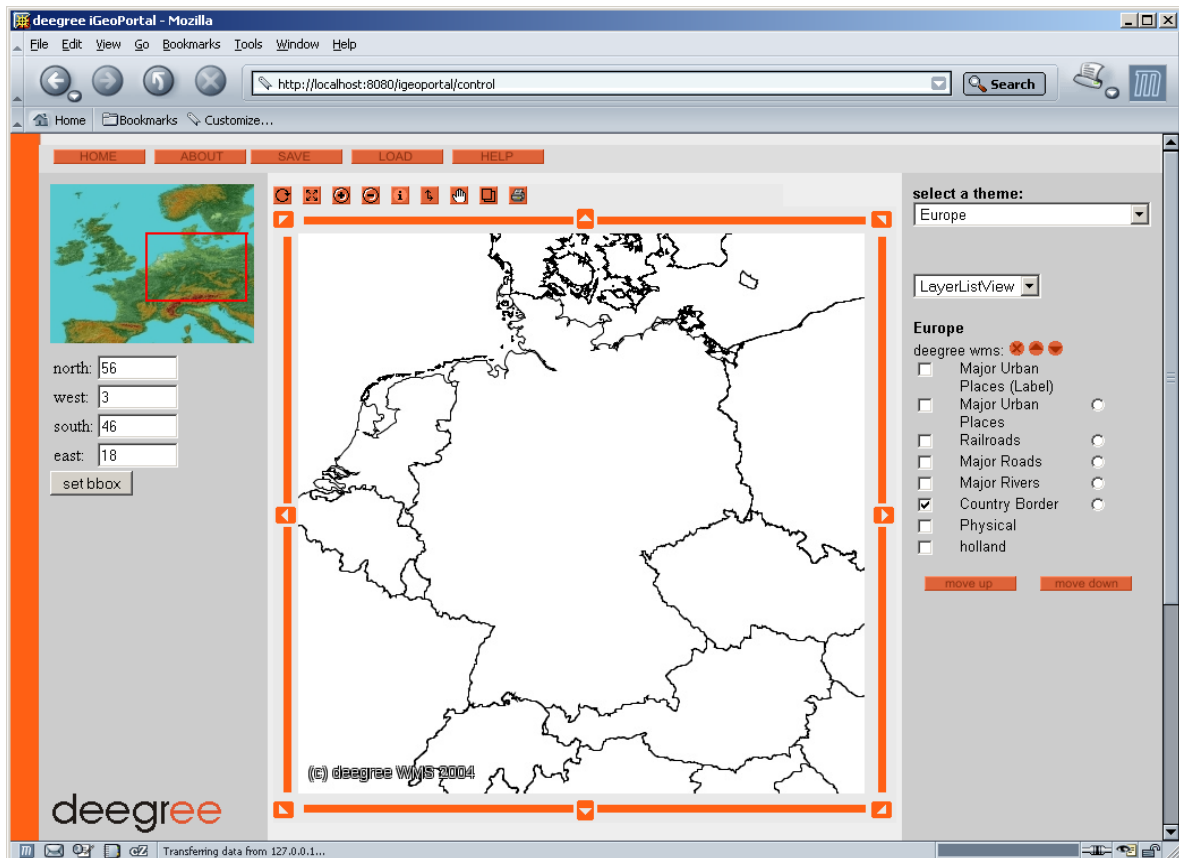 deegree iGeoPortal - Mozilla
File Edit View Go Bookmarks Tools Window Help
http://localhost:8080/igeoportal/control
Search
Home Bookmarks Customize...
HOME ABOUT SAVE LOAD HELP
north: 56
west: 3
south: 46
east: 18
set bbox
deegree
(c) deegree WMS 2004
select a theme:
Europe
LayerListView
Europe
deegree wms:
Major Urban
Places (Label)
Major Urban
Places
Railroads
Major Roads
Major Rivers
Country Border
Physical
holland
move up move down
Transferring data from 127.0.0.1...